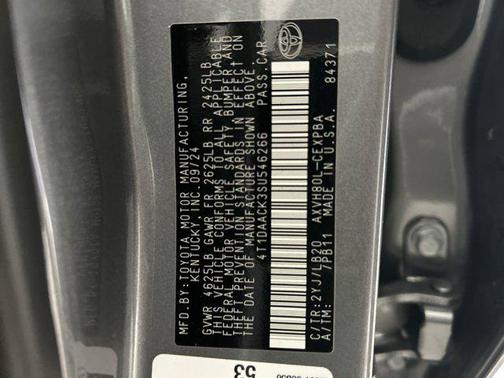 MFD.BY:TOYOTA MOTOR MANUFACTURING,
KENTUCKY,INC.09/24
GVWR 4625LB GAWR FR 2625LB RR 2425LB
THIS VEHICLE CONFORMS TO ALL APPLICABLE
FEDERAL MOTOR VEHICLE SAFETY, BUMPER AND
THEFT PREVENTION STANDARDS IN EFFECT ON
THE DATE OF MANUFACTURE SHOWN ABOVE.
4T1DAACK3SU546266 PASS.CAR
C/TR:2YJ/LB20 AXVH80L-CEXPBA
A/TM: 7PB11 MADE IN U.S.A. 84371
53